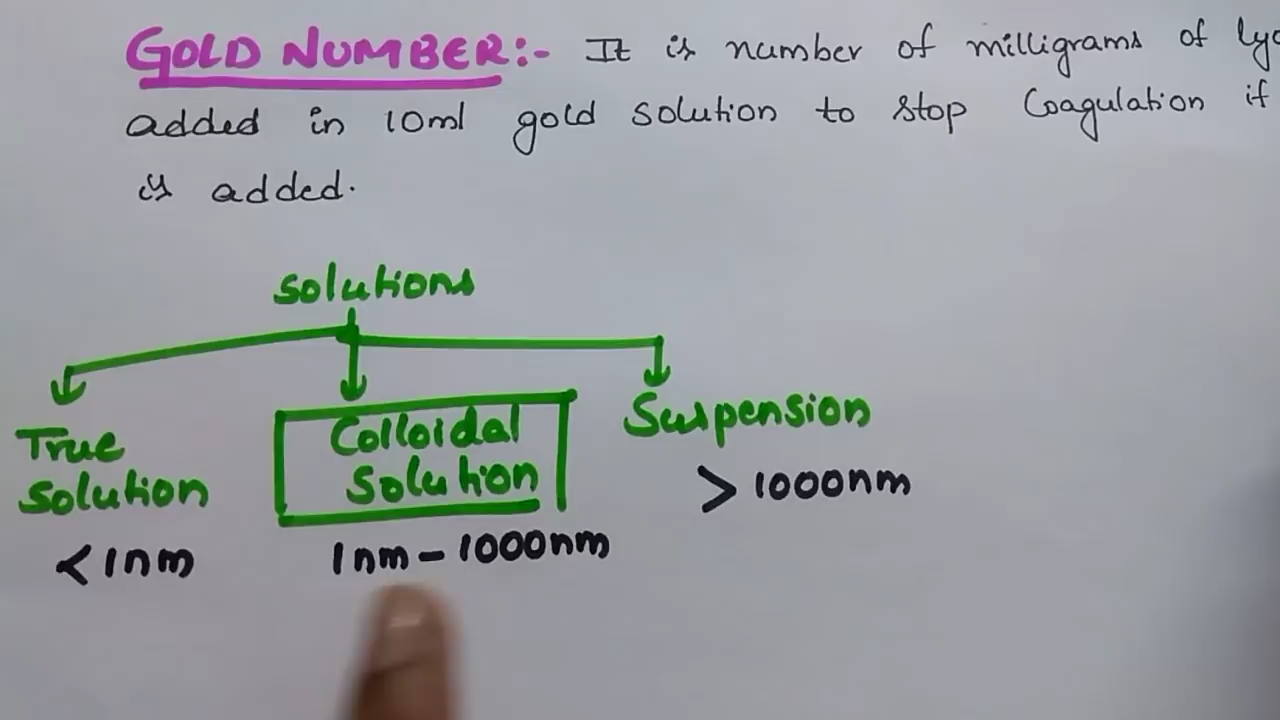 GOLD NUMBER:- It is number of milligrams of
added in 10ml gold solution to stop Coagulation if
is added.
solutions
True solution
Colloidal solution
Suspension
< 1nm
1nm - 1000nm
> 1000nm